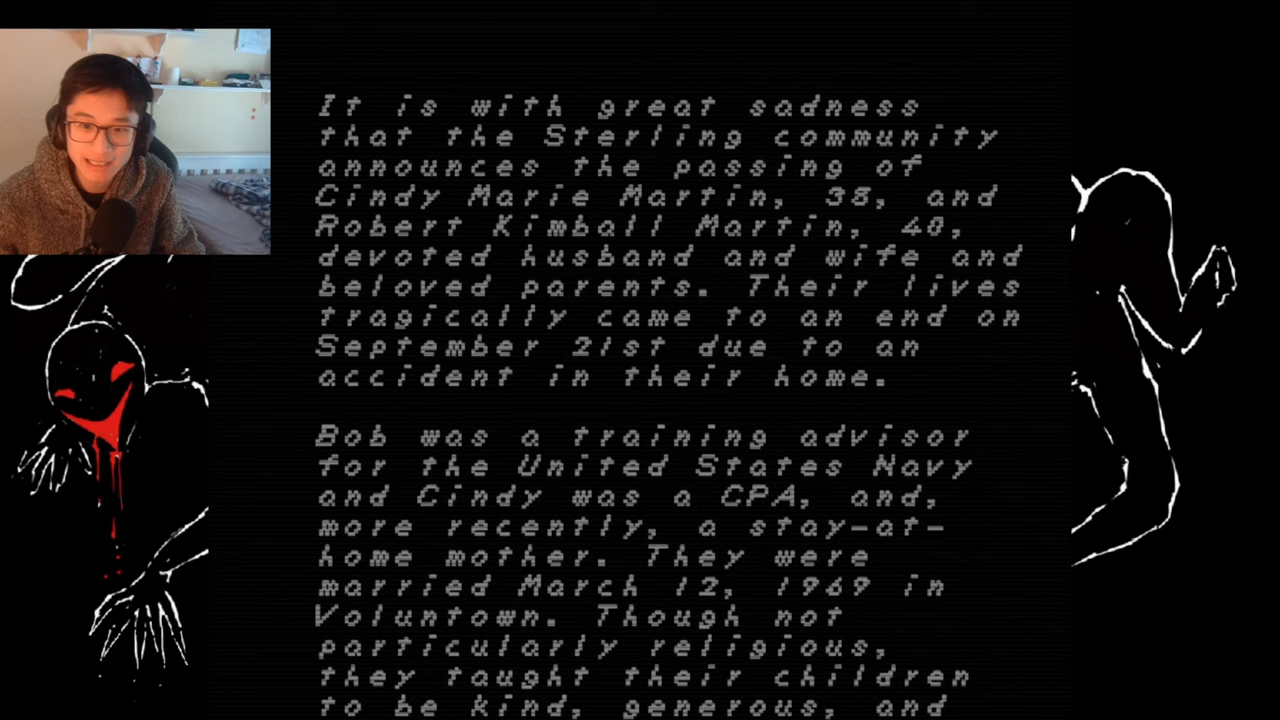 It is with great sadness
that the Sterling community
announces the passing of
Cindy Marie Martin, 38, and
Robert Kimball Martin, 40,
devoted husband and wife and
beloved parents. Their lives
tragically came to an end on
September 21st due to an
accident in their home.
Bob was a training advisor
for the United States Navy
and Cindy was a CPA, and,
more recently, a stay-at-
home mother. They were
married March 12, 1969 in
Voluntown. Though not
particularly religious,
they taught their children
to be kind, generous, and